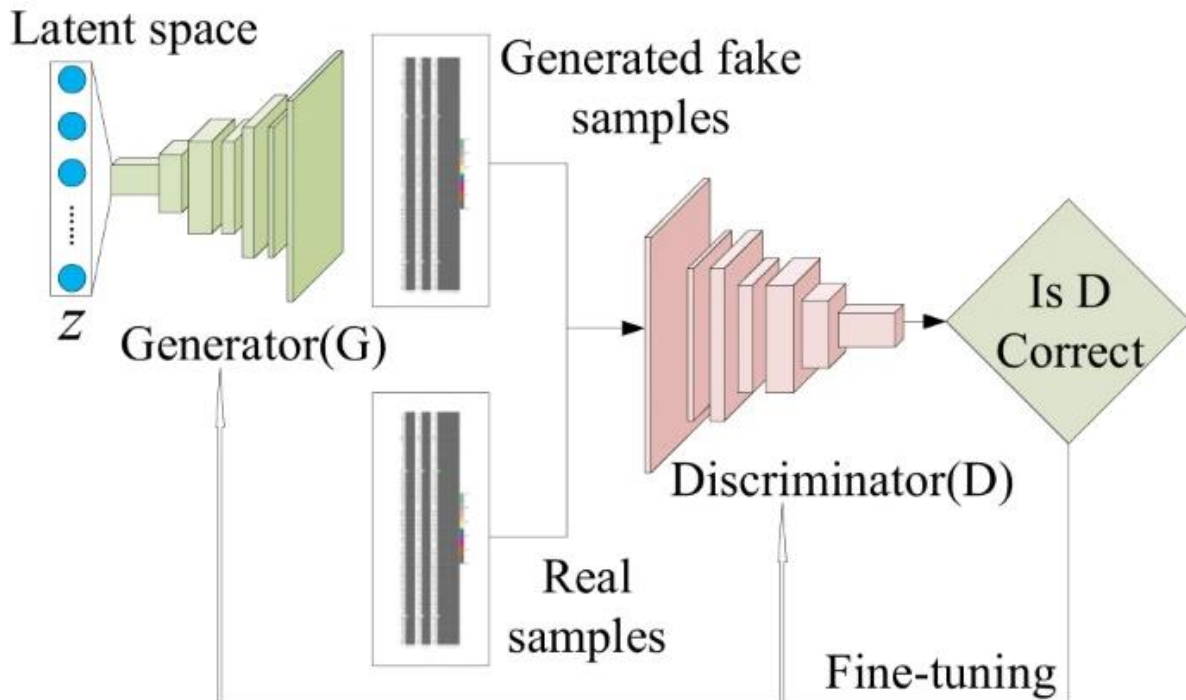 Latent space
z
Generator(G)
Generated fake
samples
Real
samples
Discriminator(D)
Is D
Correct
Fine-tuning